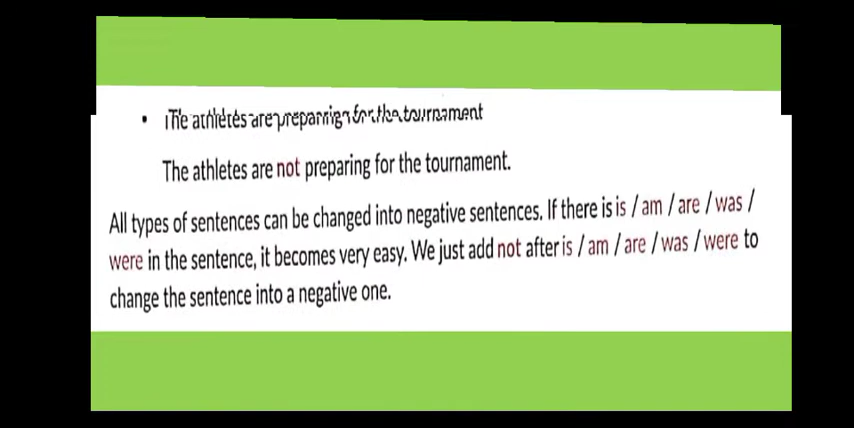 • The athletes are preparing for the tournament
The athletes are not preparing for the tournament.
All types of sentences can be changed into negative sentences. If there is is / am / are / was /
were in the sentence, it becomes very easy. We just add not after is / am / are / was / were to
change the sentence into a negative one.